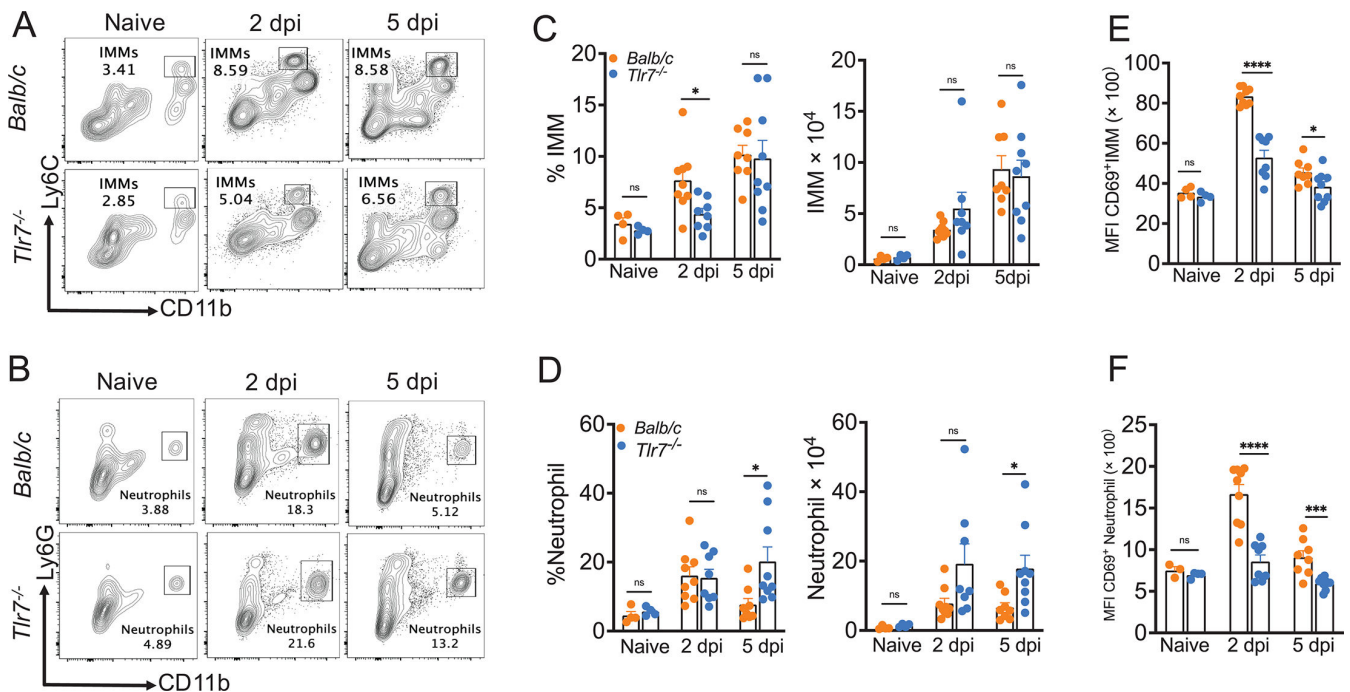 A
Naive
2 dpi
5 dpi
Balb/c
IMMs
3.41
IMMs
8.59
IMMs
8.58
Tlr7-/-
IMMs
2.85
IMMs
5.04
IMMs
6.56
Ly6C
CD11b
B
Naive
2 dpi
5 dpi
Balb/c
Neutrophils
3.88
Neutrophils
18.3
Neutrophils
5.12
Tlr7-/-
Neutrophils
4.89
Neutrophils
21.6
Neutrophils
13.2
Ly6G
CD11b
C
% IMM
20
15
10
5
0
Balb/c
Tlr7-/-
ns
*
ns
Naive
2 dpi
5 dpi
IMM × 10⁴
20
15
10
5
0
ns
ns
ns
Naive
2dpi
5dpi
D
%Neutrophil
60
40
20
0
Balb/c
Tlr7-/-
ns
ns
*
Naive
2 dpi
5 dpi
Neutrophil × 10⁴
60
40
20
0
ns
ns
*
Naive
2 dpi
5 dpi
E
MFI CD69⁺IMM (× 100)
100
80
60
40
20
0
ns
****
*
Naive
2 dpi
5 dpi
F
MFI CD69⁺ Neutrophil (× 100)
25
20
15
10
5
0
ns
****
***
Naive
2 dpi
5 dpi